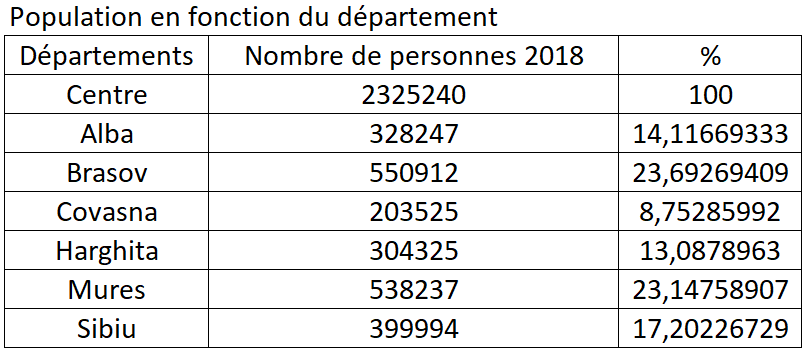 Population en fonction du département
Départements Nombre de personnes 2018 %
Centre 2325240 100
Alba 328247 14,11669333
Brasov 550912 23,69269409
Covasna 203525 8,75285992
Harghita 304325 13,0878963
Mures 538237 23,14758907
Sibiu 399994 17,20226729